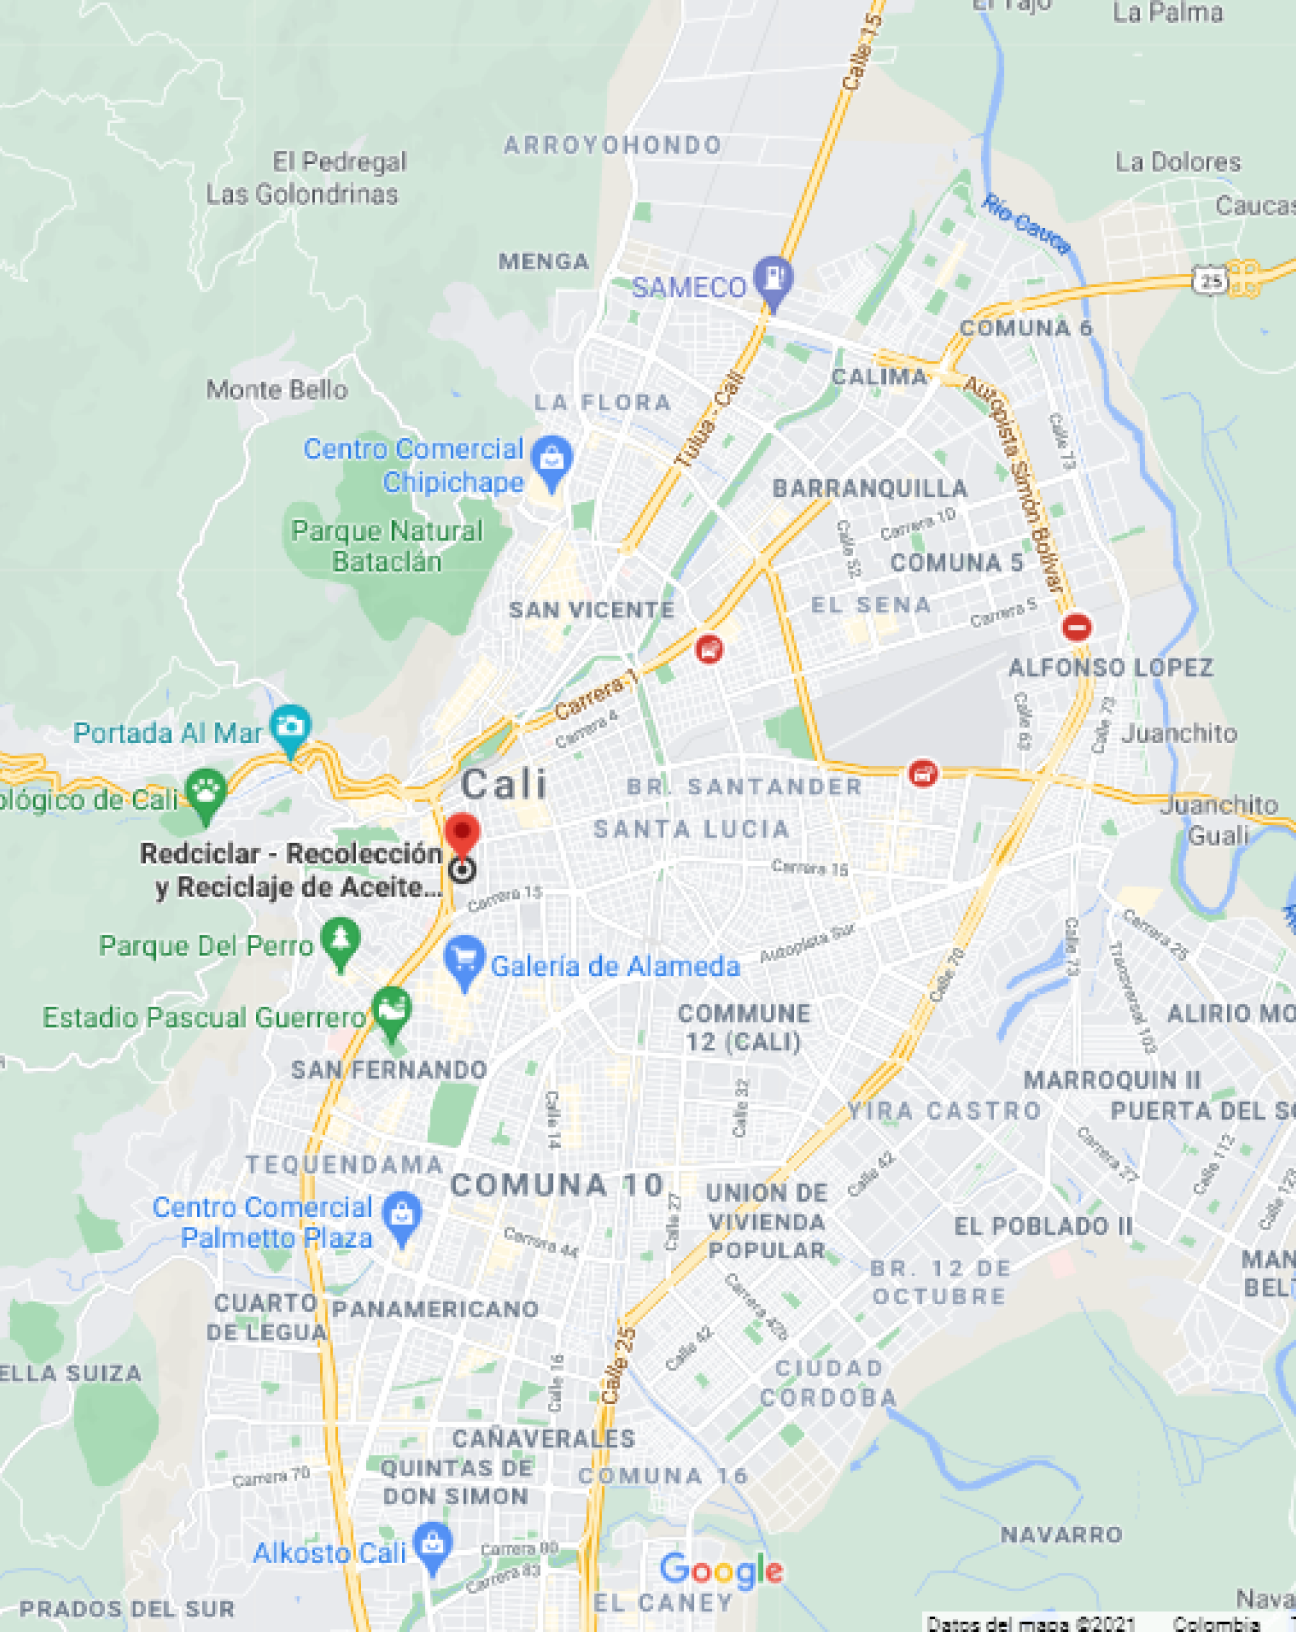 El Tajo
La Palma
Calle 15
ARROYOHONDO
El Pedregal
Las Golondrinas
La Dolores
Caucas
Río Cauca
MENGA
SAMECO
25
COMUNA 6
CALIMA
Monte Bello
LA FLORA
Tulua - Cali
Autopista Simón Bolívar
Calle 73
Centro Comercial
Chipichape
BARRANQUILLA
Carrera 10
Calle 52
Parque Natural
Bataclán
COMUNA 5
SAN VICENTE
EL SENA
Carrera 5
ALFONSO LOPEZ
Carrera 1
Carrera 4
Calle 63
Calle 73
Portada Al Mar
Juanchito
Cali
BR. SANTANDER
ológico de Cali
Juanchito
Guali
SANTA LUCIA
Redciclar - Recolección
y Reciclaje de Aceite...
Carrera 15
Carrera 15
Parque Del Perro
Autopista Sur
Calle 73
Carrera 25
Galería de Alameda
Calle 70
Transversal 103
Estadio Pascual Guerrero
COMMUNE
12 (CALI)
ALIRIO MO
SAN FERNANDO
MARROQUIN II
Calle 14
Calle 32
YIRA CASTRO
PUERTA DEL SO
TEQUENDAMA
Calle 42
Carrera 27
Calle 112
COMUNA 10
Calle 123
Centro Comercial
Palmetto Plaza
Calle 27
UNION DE
VIVIENDA
POPULAR
EL POBLADO II
Carrera 44
BR. 12 DE
OCTUBRE
MAN
BEL
CUARTO
DE LEGUA
PANAMERICANO
Carrera 42b
Calle 42
ELLA SUIZA
Calle 16
Calle 25
CIUDAD
CORDOBA
CAÑAVERALES
Carrera 70
QUINTAS DE
DON SIMON
COMUNA 16
NAVARRO
Alkosto Cali
Carrera 80
Carrera 83
Google
EL CANEY
Nava
PRADOS DEL SUR
Datos del mapa ©2021 Colombia